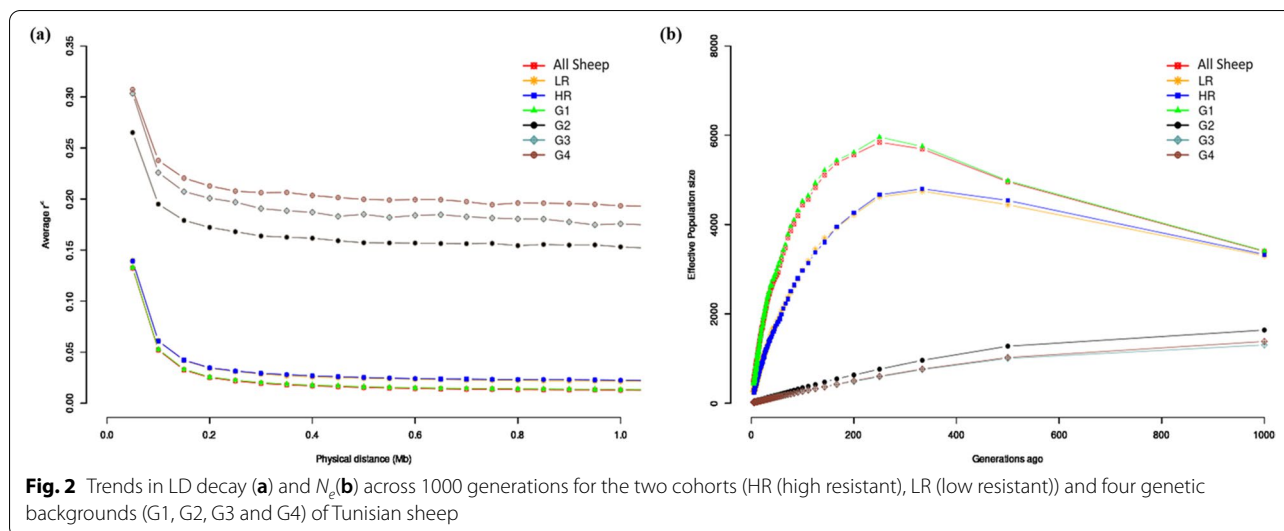 (a)
0.35
0.30
0.25
0.20
0.15
0.10
0.05
0.00
Average r²
0.0 0.2 0.4 0.6 0.8 1.0
Physical distance (Mb)
All Sheep
LR
HR
G1
G2
G3
G4
(b)
8000
6000
4000
2000
0
Effective Population size
0 200 400 600 800 1000
Generations ago
All Sheep
LR
HR
G1
G2
G3
G4
Fig. 2 Trends in LD decay (a) and Ne(b) across 1000 generations for the two cohorts (HR (high resistant), LR (low resistant)) and four genetic
backgrounds (G1, G2, G3 and G4) of Tunisian sheep